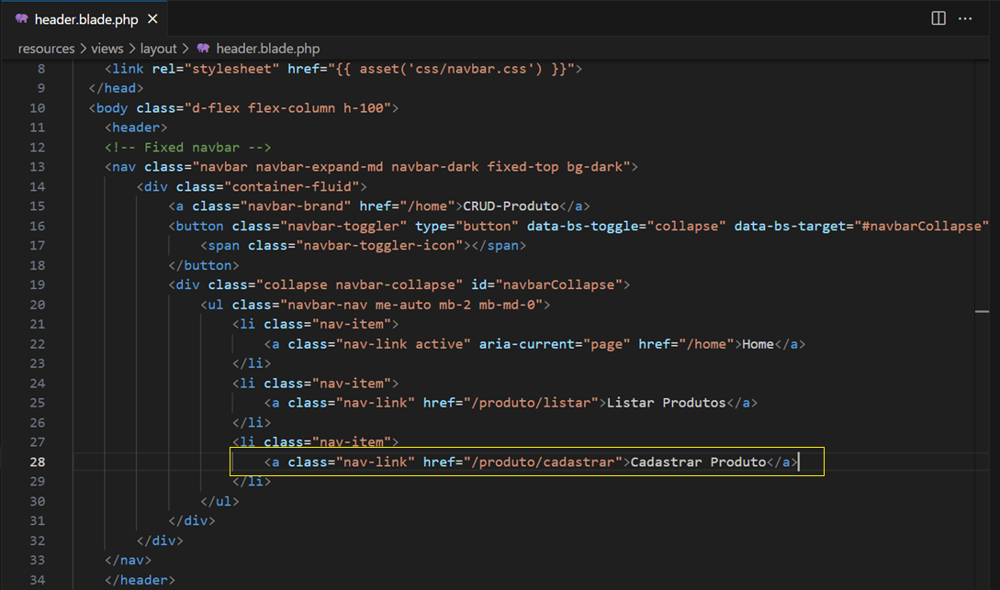 header.blade.php
resources > views > layout > header.blade.php
8 <link rel="stylesheet" href="{{ asset('css/navbar.css') }}">
9 </head>
10 <body class="d-flex flex-column h-100">
11 <header>
12 <!-- Fixed navbar -->
13 <nav class="navbar navbar-expand-md navbar-dark fixed-top bg-dark">
14 <div class="container-fluid">
15 <a class="navbar-brand" href="/home">CRUD-Produto</a>
16 <button class="navbar-toggler" type="button" data-bs-toggle="collapse" data-bs-target="#navbarCollapse"
17 <span class="navbar-toggler-icon"></span>
18 </button>
19 <div class="collapse navbar-collapse" id="navbarCollapse">
20 <ul class="navbar-nav me-auto mb-2 mb-md-0">
21 <li class="nav-item">
22 <a class="nav-link active" aria-current="page" href="/home">Home</a>
23 </li>
24 <li class="nav-item">
25 <a class="nav-link" href="/produto/listar">Listar Produtos</a>
26 </li>
27 <li class="nav-item">
28 <a class="nav-link" href="/produto/cadastrar">Cadastrar Produto</a>
29 </li>
30 </ul>
31 </div>
32 </div>
33 </nav>
34 </header>